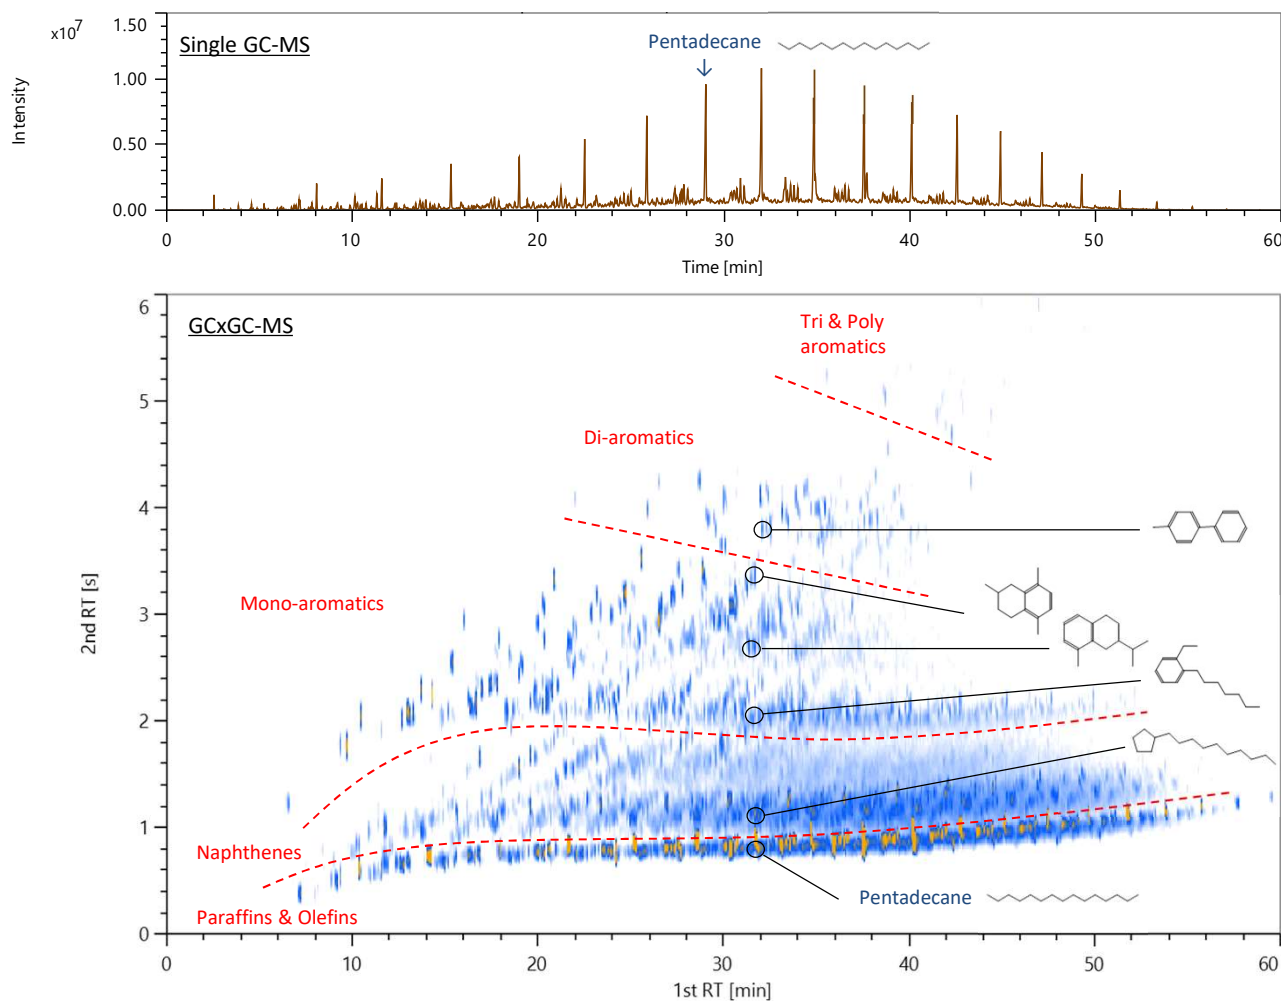 x10⁷
1.50
Single GC-MS
Pentadecane
1.00
Intensity
0.50
0.00
0 10 20 30 40 50 60
Time [min]
6
GCxGC-MS
Tri & Poly
aromatics
5
Di-aromatics
4
Mono-aromatics
3
2nd RT [s]
2
1
Naphthenes
Pentadecane
Paraffins & Olefins
0
0 10 20 30 40 50 60
1st RT [min]